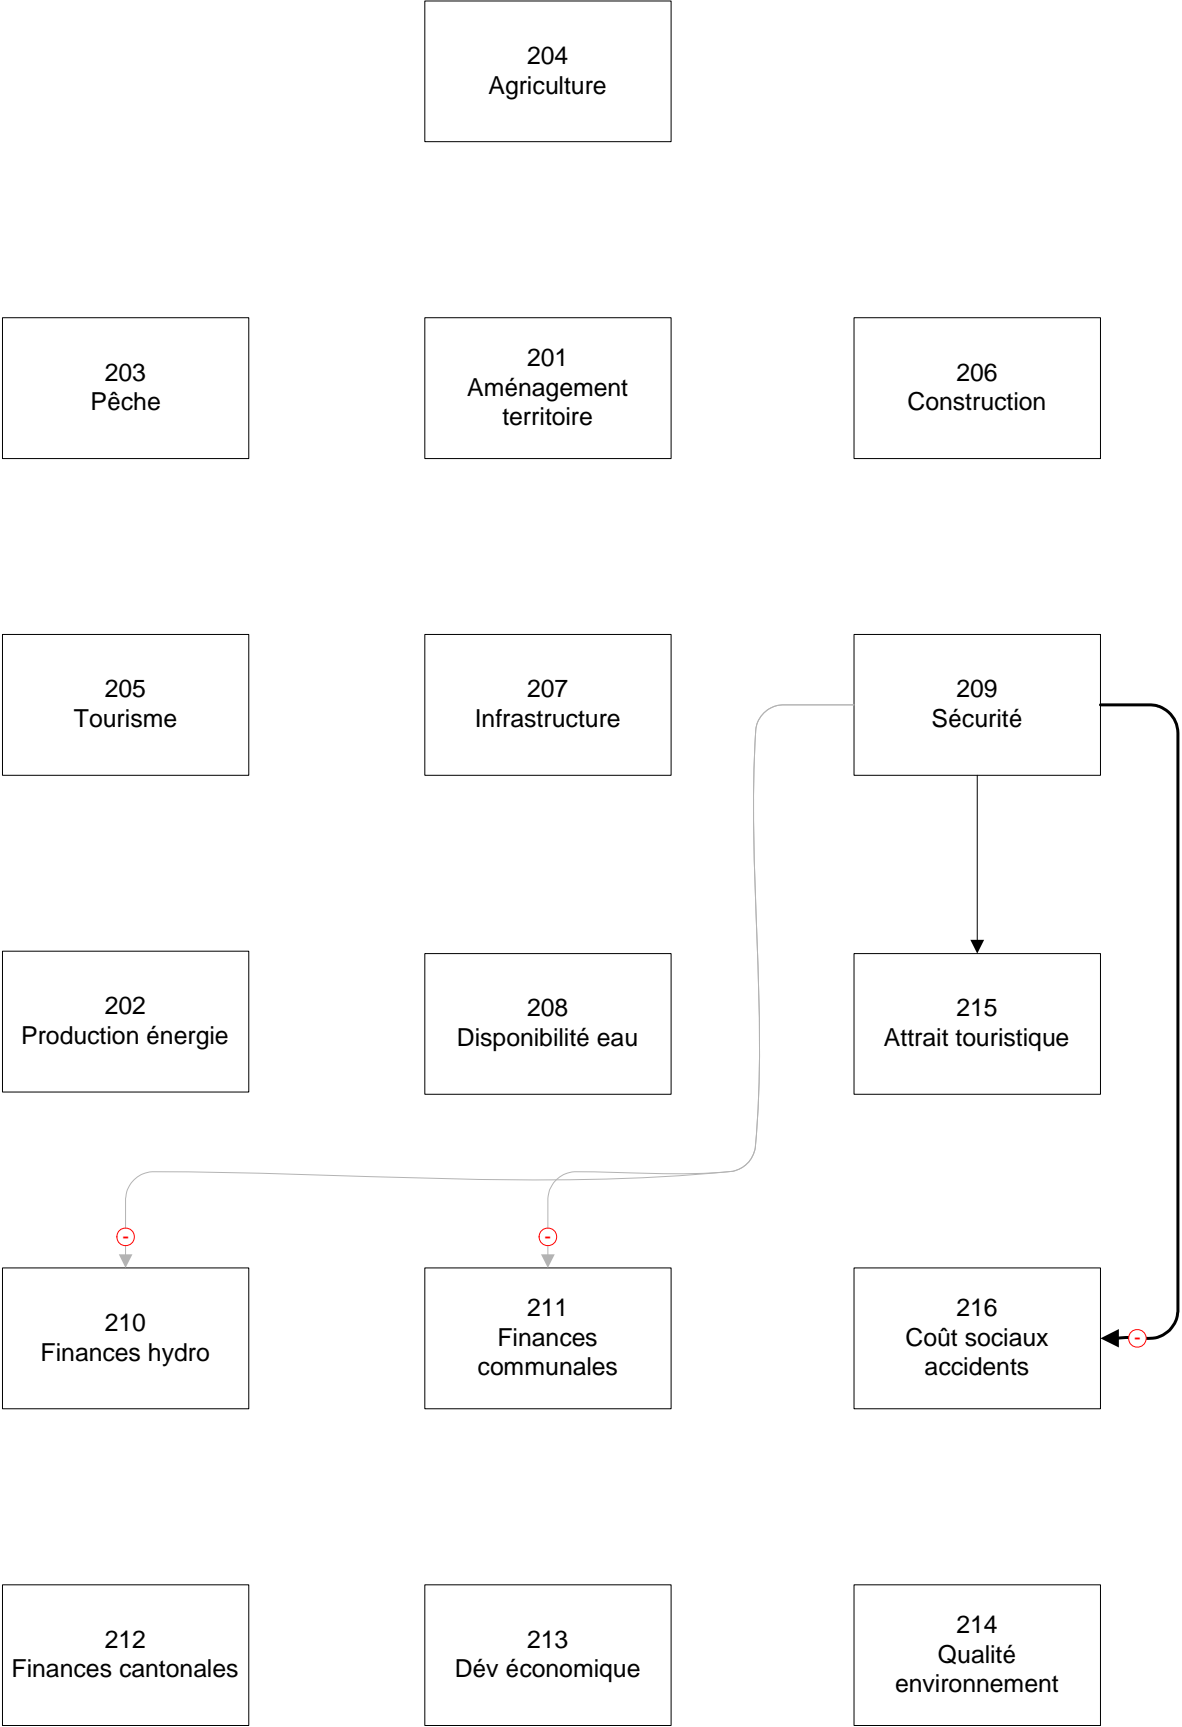 204
Agriculture
203
Pêche
201
Aménagement
territoire
206
Construction
205
Tourisme
207
Infrastructure
209
Sécurité
202
Production énergie
208
Disponibilité eau
215
Attrait touristique
-
-
-
210
Finances hydro
211
Finances
communales
216
Coût sociaux
accidents
212
Finances cantonales
213
Dév économique
214
Qualité
environnement